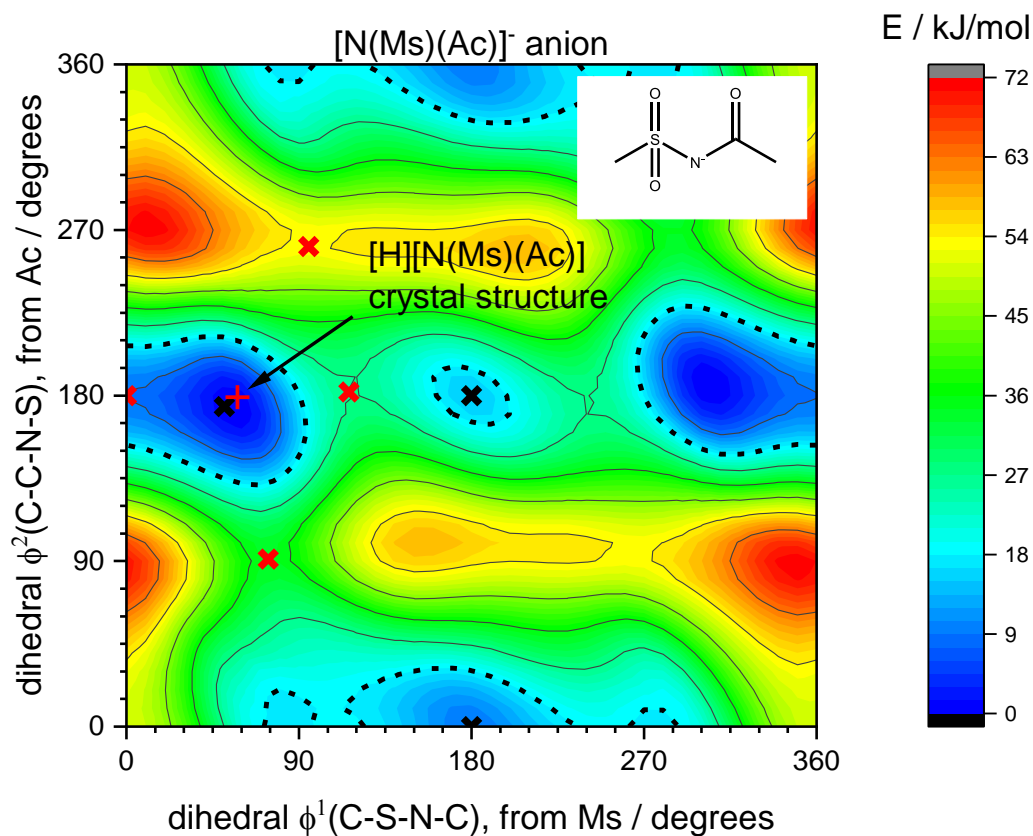 [N(Ms)(Ac)]⁻ anion
E / kJ/mol
360
270
180
90
0
dihedral ϕ²(C-C-N-S), from Ac / degrees
O
O
S
N⁻
O
[H][N(Ms)(Ac)]
crystal structure
72
63
54
45
36
27
18
9
0
0
90
180
270
360
dihedral ϕ¹(C-S-N-C), from Ms / degrees